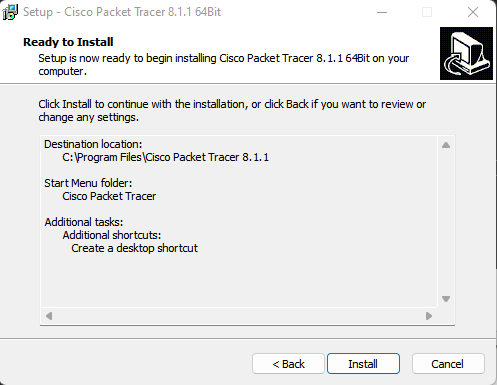 Setup - Cisco Packet Tracer 8.1.1 64Bit
Ready to Install
Setup is now ready to begin installing Cisco Packet Tracer 8.1.1 64Bit on your
computer.
Click Install to continue with the installation, or click Back if you want to review or
change any settings.
Destination location:
C:\Program Files\Cisco Packet Tracer 8.1.1
Start Menu folder:
Cisco Packet Tracer
Additional tasks:
Additional shortcuts:
Create a desktop shortcut
< Back
Install
Cancel